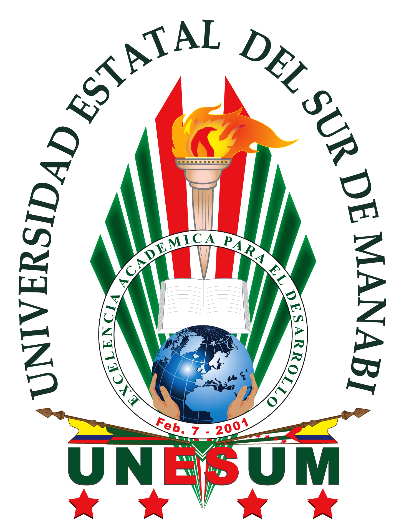 UNIVERSIDAD ESTATAL DEL SUR DE MANABI
EXCELENCIA ACADEMICA PARA EL DESARROLLO
Feb. 7 - 2001
UNESUM